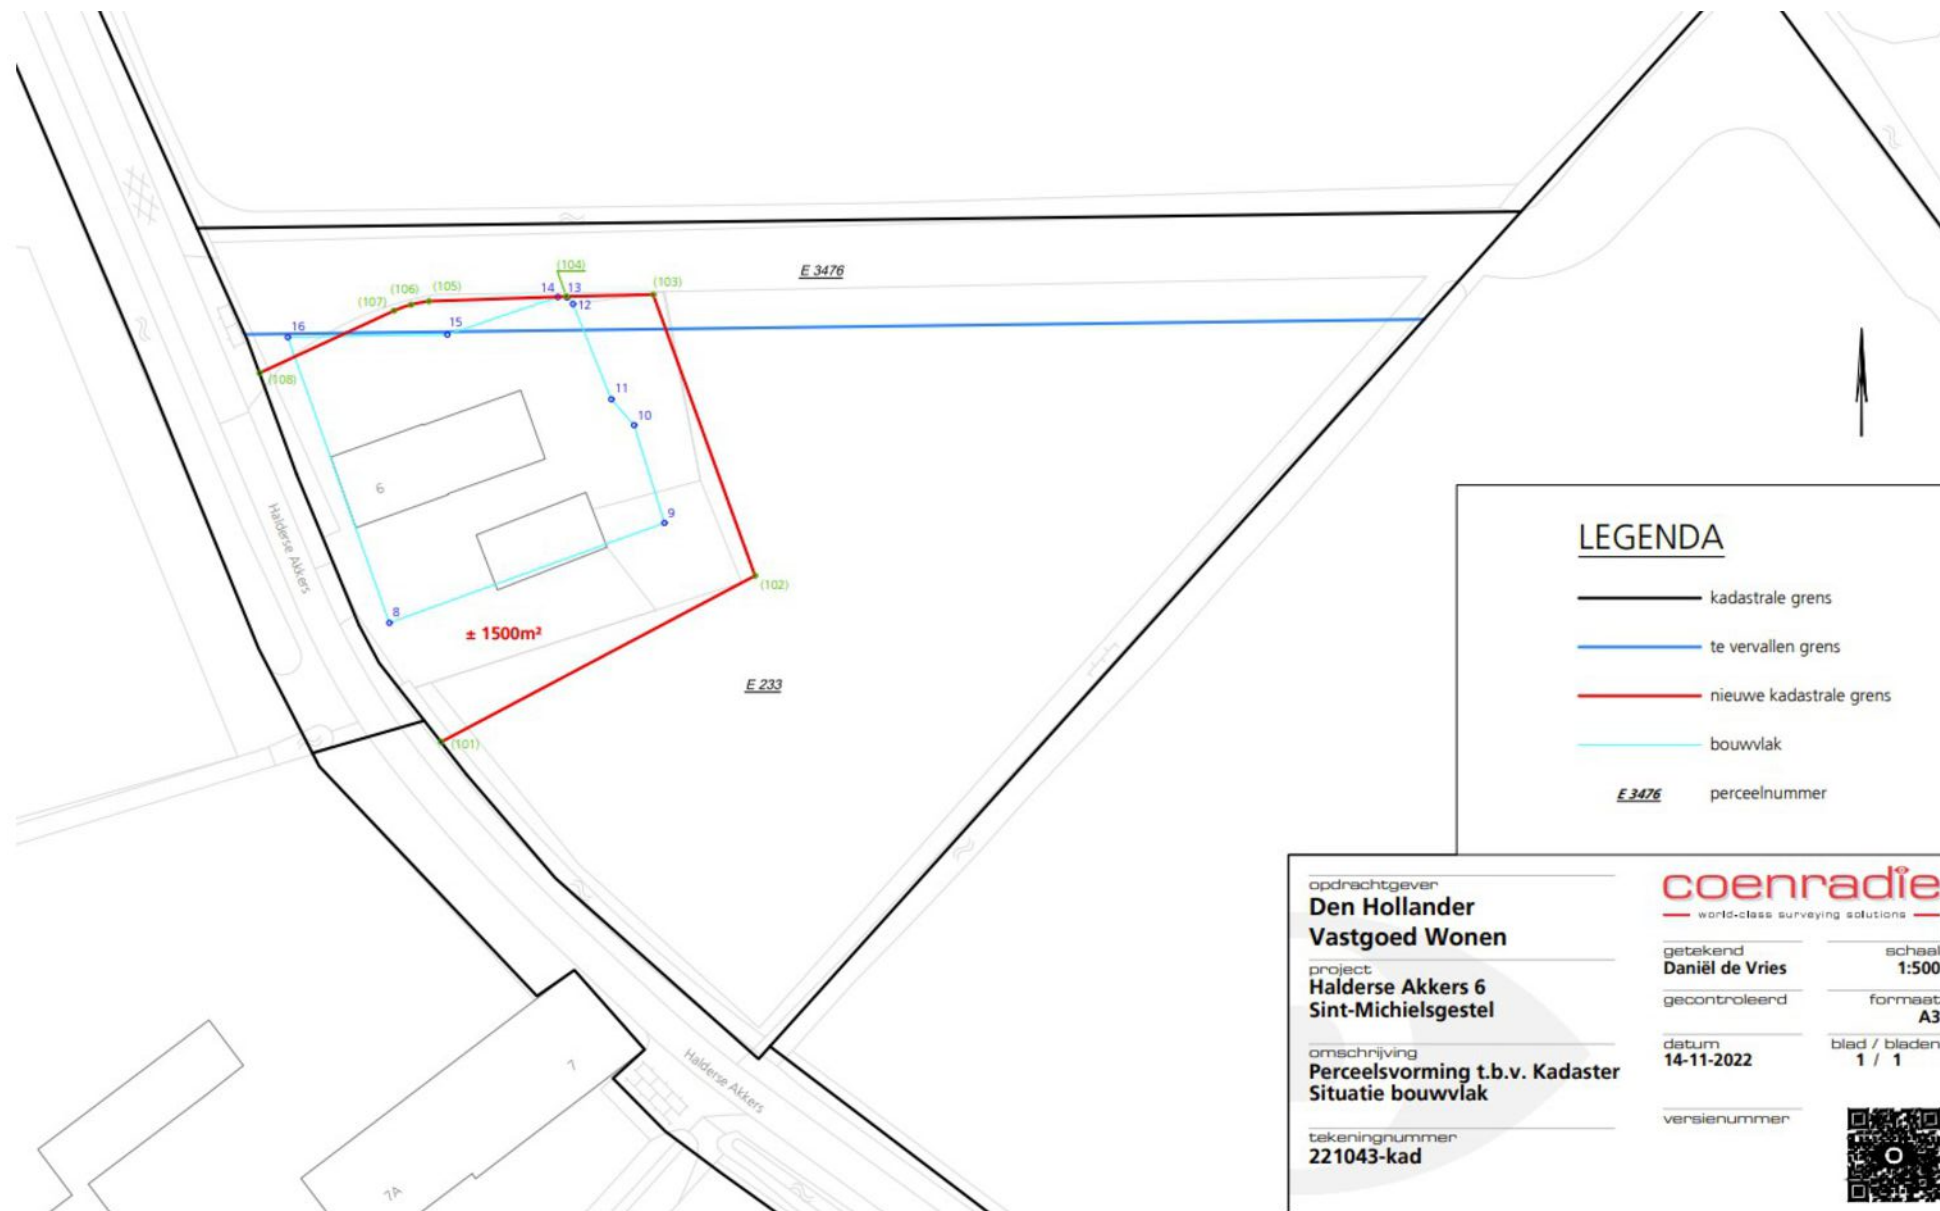 (104)
E 3476
(103)
14
13
(105)
(106)
(107)
12
16
15
(108)
11
10
6
9
Halderse Akkers
(102)
8
± 1500m²
E 233
(101)
7
Halderse Akkers
7A
LEGENDA
kadastrale grens
te vervallen grens
nieuwe kadastrale grens
bouwvlak
E 3476 perceelnummer
opdrachtgever
Den Hollander
Vastgoed Wonen
project
Halderse Akkers 6
Sint-Michielsgestel
omschrijving
Perceelsvorming t.b.v. Kadaster
Situatie bouwvlak
tekeningnummer
221043-kad
coenradie
world-class surveying solutions
getekend
Daniël de Vries
schaal
1:500
gecontroleerd
formaat
A3
datum
14-11-2022
blad / bladen
1 / 1
versienummer